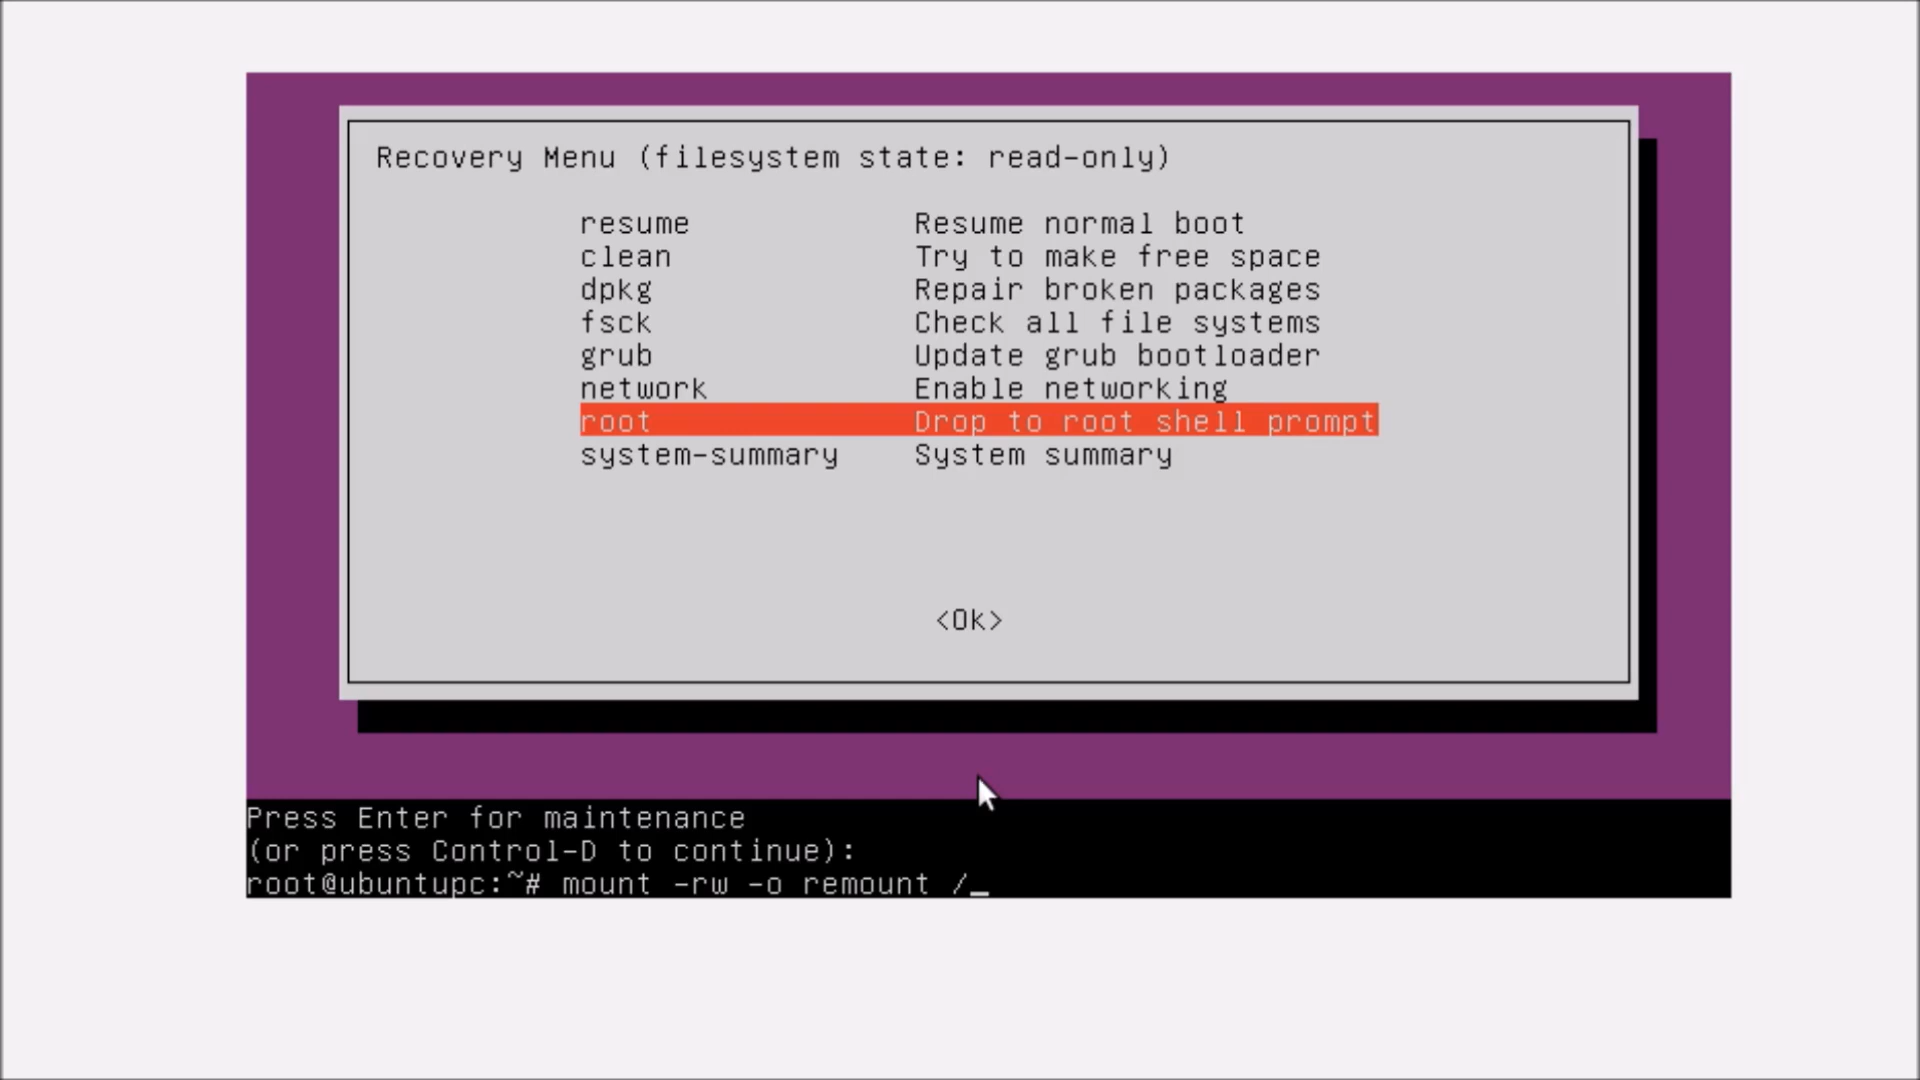 Recovery Menu (filesystem state: read-only)
resume Resume normal boot
clean Try to make free space
dpkg Repair broken packages
fsck Check all file systems
grub Update grub bootloader
network Enable networking
root Drop to root shell prompt
system-summary System summary
<Ok>
Press Enter for maintenance
(or press Control-D to continue):
root@ubuntupc:~# mount -rw -o remount /_